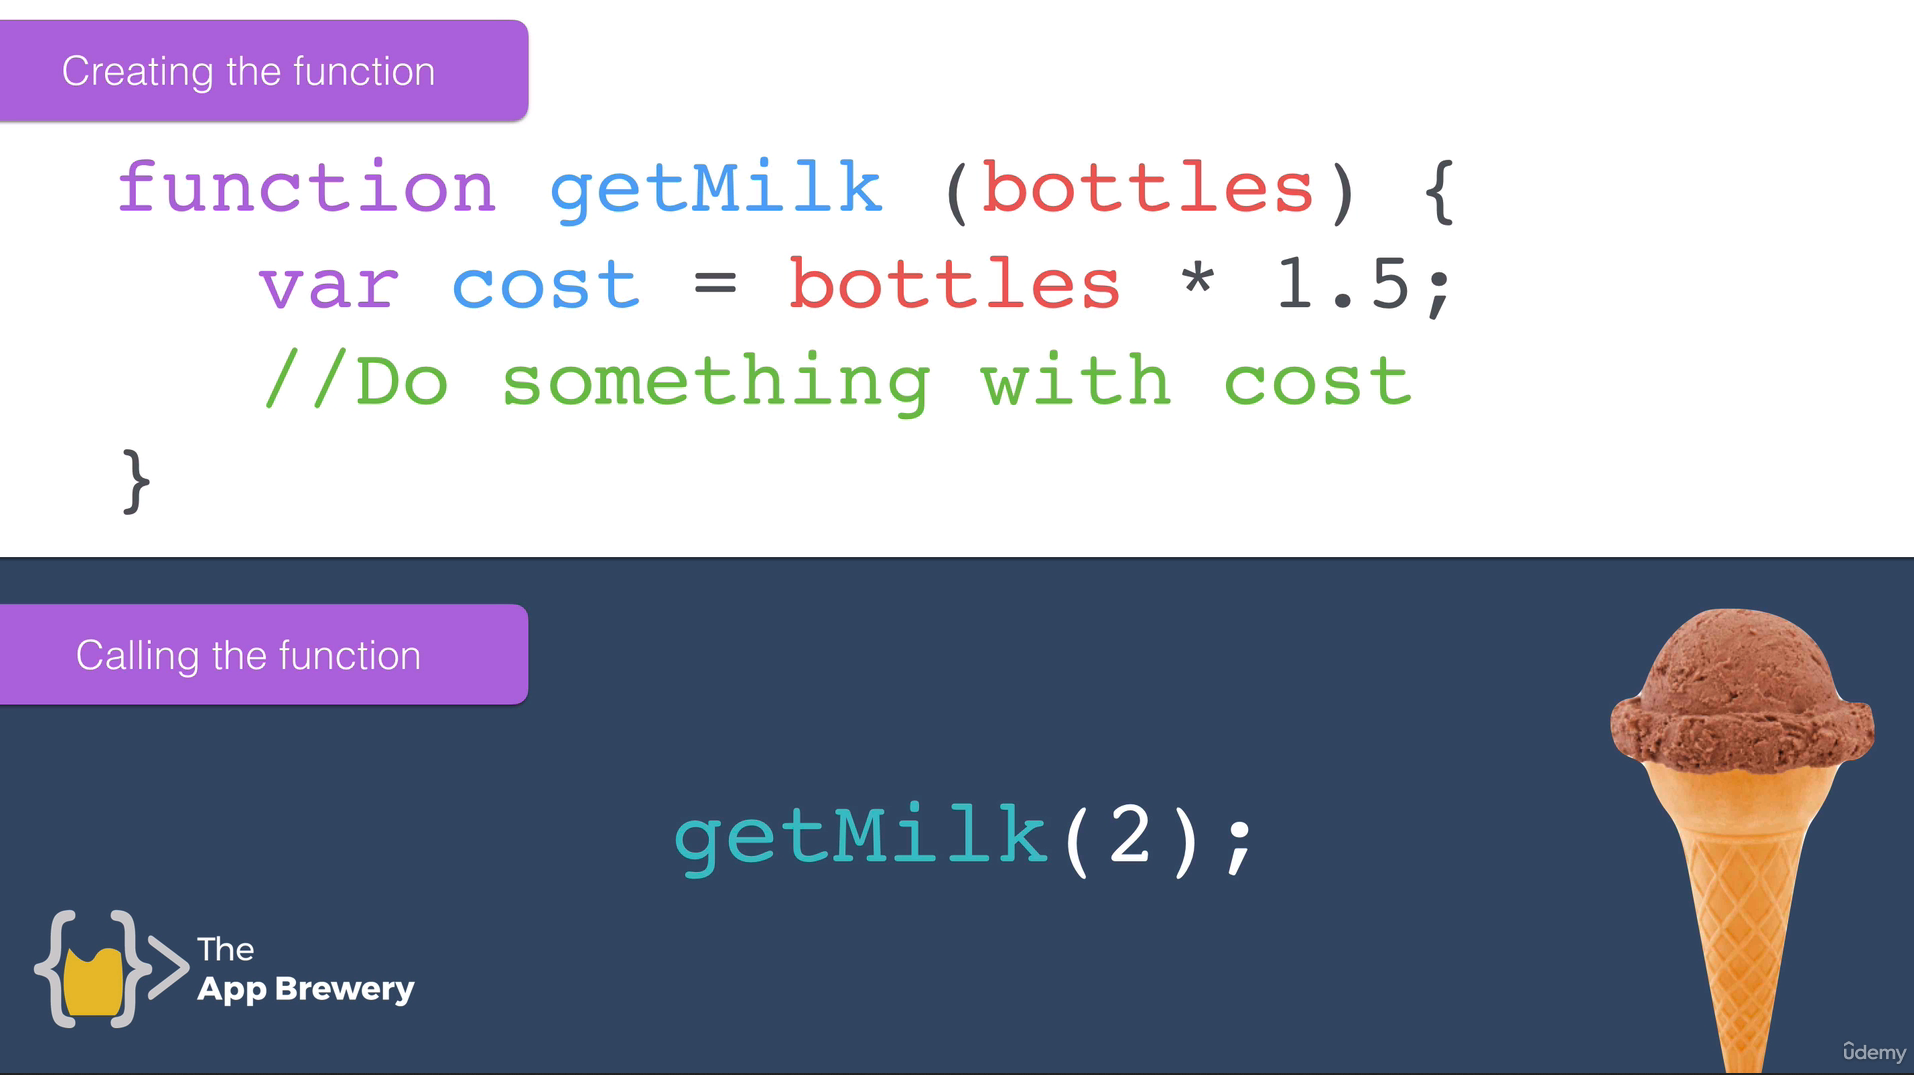 Creating the function
function getMilk (bottles) {
var cost = bottles * 1.5;
//Do something with cost
}
Calling the function
getMilk(2);
The
App Brewery
udemy